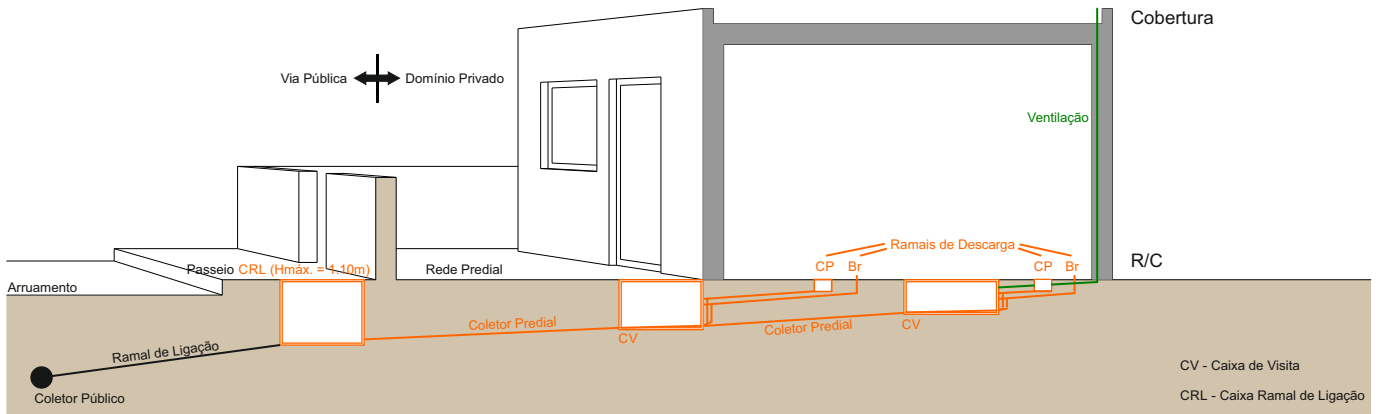 Cobertura
Via Pública
Domínio Privado
Ventilação
Ramais de Descarga
CP Br
CP Br
R/C
Passeio CRL (Hmáx. = 1.10m)
Rede Predial
Arruamento
Coletor Predial
CV
Coletor Predial
CV
Ramal de Ligação
Coletor Público
CV - Caixa de Visita
CRL - Caixa Ramal de Ligação